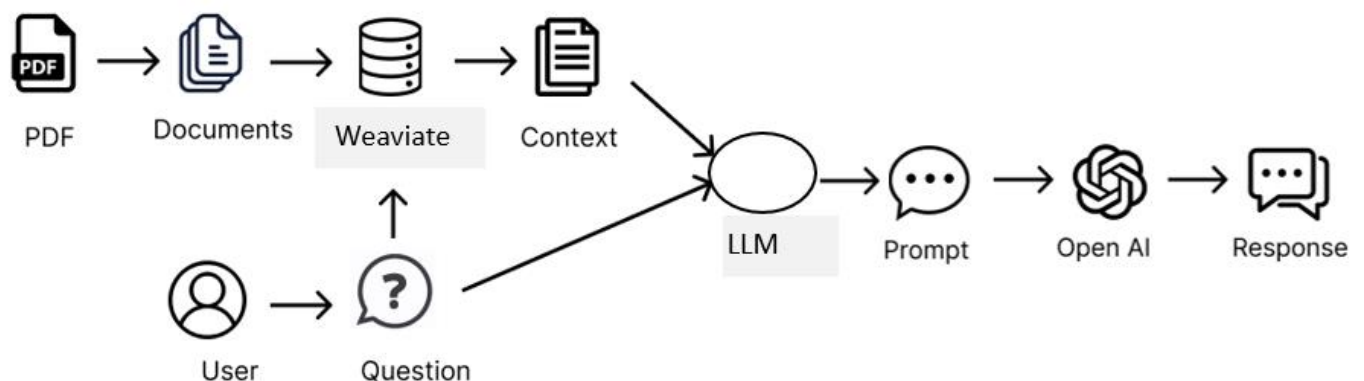 PDF
PDF
Documents
Weaviate
Context
LLM
Prompt
Open AI
Response
?
User
Question